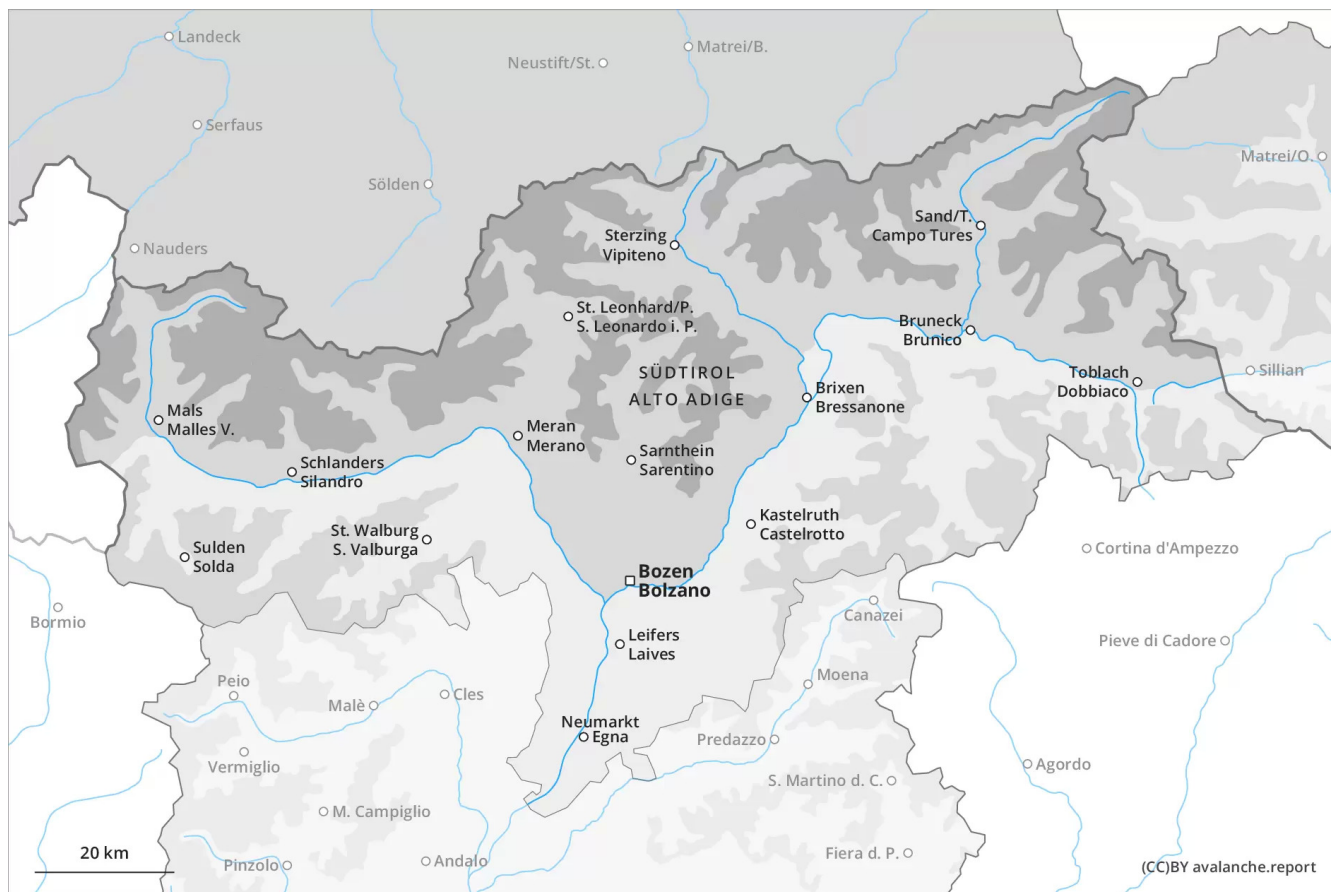 Landeck
Matrei/B.
Neustift/St.
Serfaus
Matrei/O.
Sölden
Sand/T.
Campo Tures
Sterzing
Vipiteno
Nauders
St. Leonhard/P.
S. Leonardo i. P.
Bruneck
Brunico
SÜDTIROL
ALTO ADIGE
Toblach
Dobbiaco
Sillian
Brixen
Bressanone
Mals
Malles V.
Meran
Merano
Sarnthein
Sarentino
Schlanders
Silandro
Kastelruth
Castelrotto
St. Walburg
S. Valburga
Sulden
Solda
Cortina d'Ampezzo
Bozen
Bolzano
Bormio
Canazei
Leifers
Laives
Pieve di Cadore
Peio
Moena
Malè
Cles
Neumarkt
Egna
Predazzo
Vermiglio
Agordo
S. Martino d. C.
M. Campiglio
20 km
Pinzolo
Andalo
Fiera d. P.
(CC)BY avalanche.report